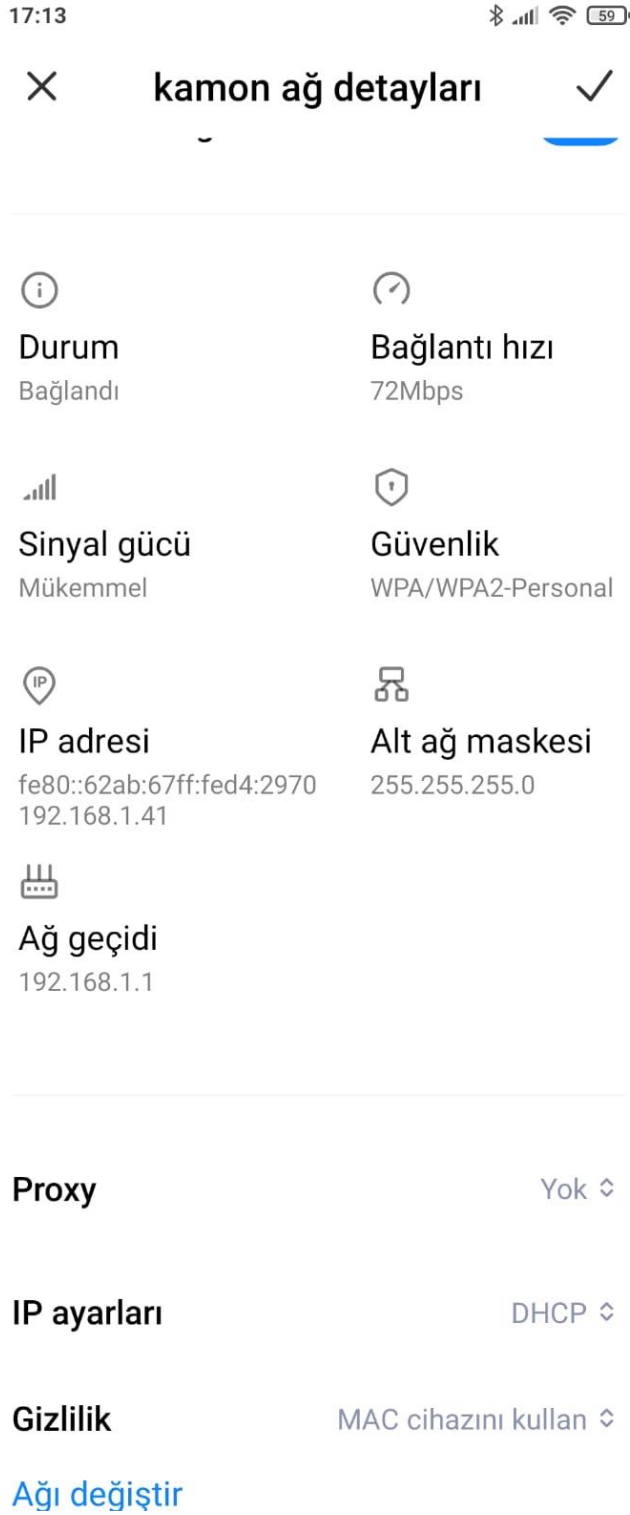 17:13
59
kamon ağ detayları
Durum
Bağlandı
Bağlantı hızı
72Mbps
Sinyal gücü
Mükemmel
Güvenlik
WPA/WPA2-Personal
IP
IP adresi
fe80::62ab:67ff:fed4:2970
192.168.1.41
Alt ağ maskesi
255.255.255.0
Ağ geçidi
192.168.1.1
Proxy
Yok
IP ayarları
DHCP
Gizlilik
MAC cihazını kullan
Ağı değiştir